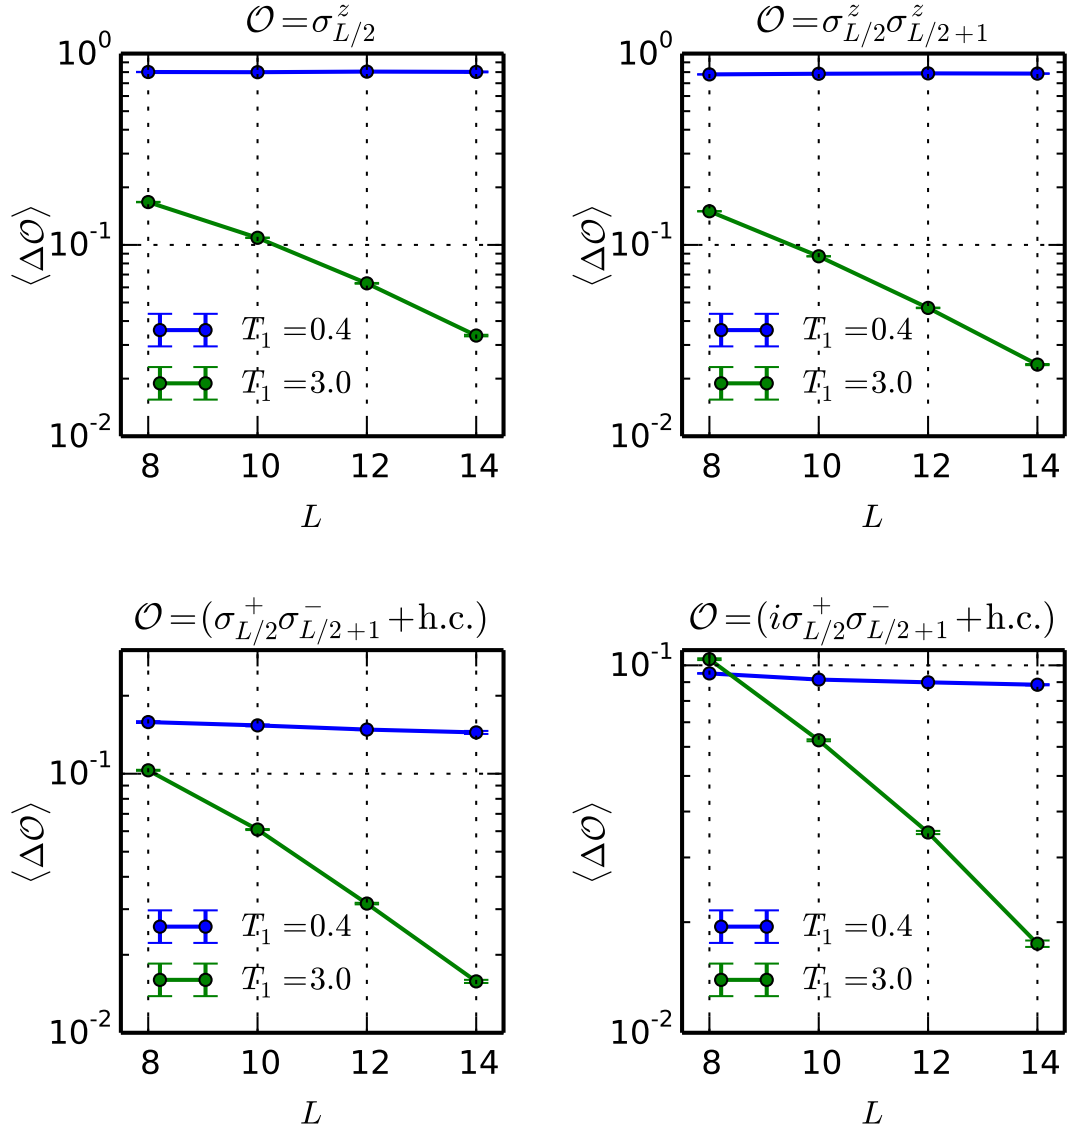 𝒪 = σ^z_{L/2}
10^0
10^-1
10^-2
⟨Δ𝒪⟩
T_1 = 0.4
T_1 = 3.0
8 10 12 14
L
𝒪 = σ^z_{L/2} σ^z_{L/2+1}
10^0
10^-1
10^-2
⟨Δ𝒪⟩
T_1 = 0.4
T_1 = 3.0
8 10 12 14
L
𝒪 = (σ^+_{L/2} σ^-_{L/2+1} + h.c.)
10^-1
10^-2
⟨Δ𝒪⟩
T_1 = 0.4
T_1 = 3.0
8 10 12 14
L
𝒪 = (iσ^+_{L/2} σ^-_{L/2+1} + h.c.)
10^-1
10^-2
⟨Δ𝒪⟩
T_1 = 0.4
T_1 = 3.0
8 10 12 14
L